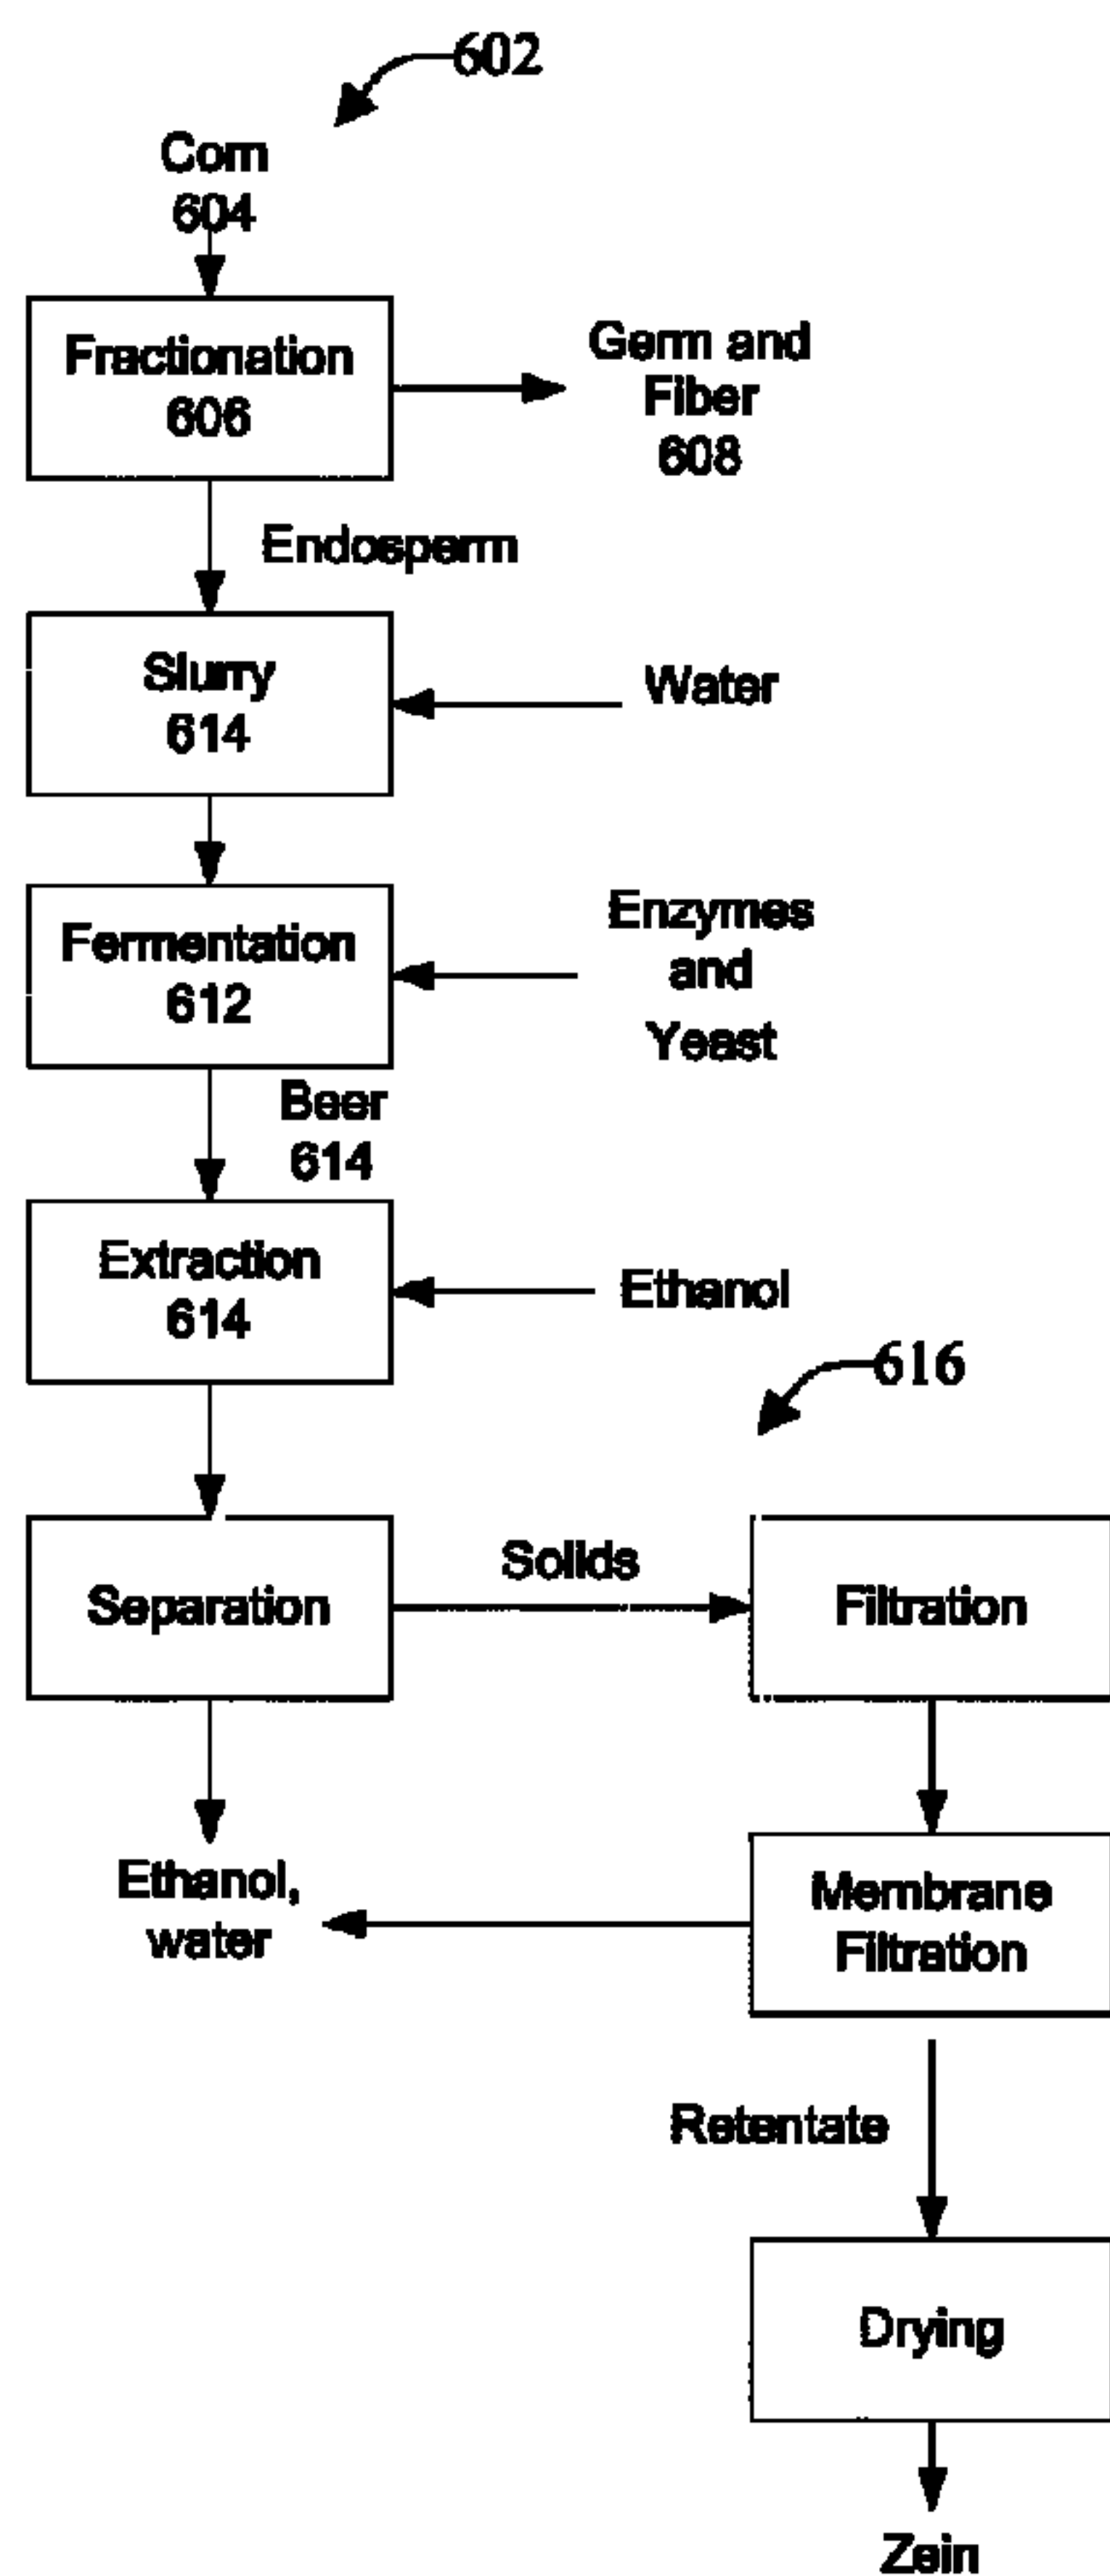 602
Corn
604
Fractionation
606
Germ and
Fiber
608
Endosperm
Slurry
614
Water
Fermentation
612
Enzymes
and
Yeast
Beer
614
Extraction
614
Ethanol
616
Separation
Solids
Filtration
Ethanol,
water
Membrane
Filtration
Retentate
Drying
Zein